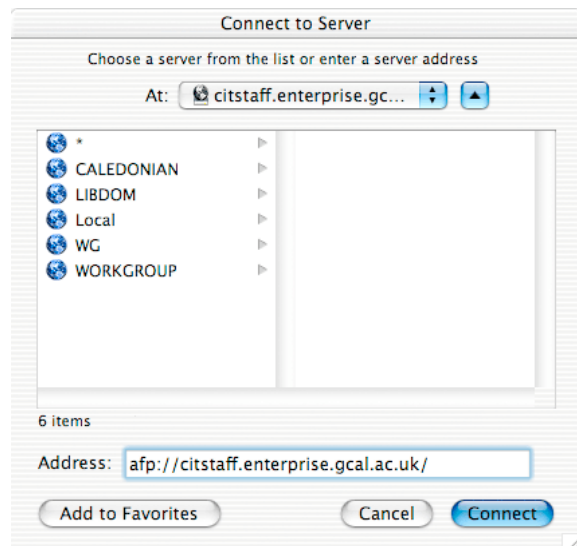 Connect to Server
Choose a server from the list or enter a server address
At: citstaff.enterprise.gc...
*
CALEDONIAN
LIBDOM
Local
WG
WORKGROUP
6 items
Address: afp://citstaff.enterprise.gcal.ac.uk/
Add to Favorites Cancel Connect